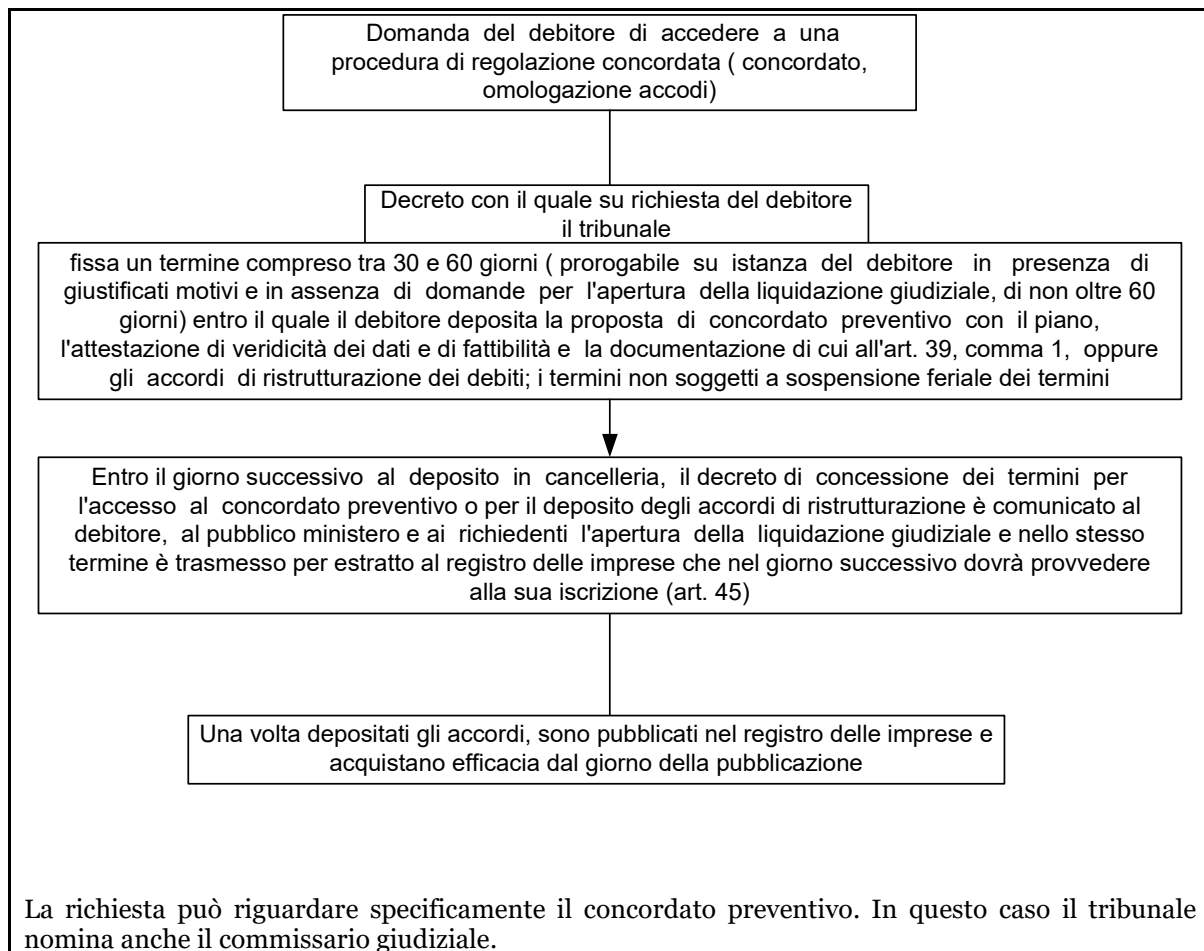 Domanda del debitore di accedere a una
procedura di regolazione concordata ( concordato,
omologazione accodi)
Decreto con il quale su richiesta del debitore
il tribunale
fissa un termine compreso tra 30 e 60 giorni ( prorogabile su istanza del debitore in presenza di
giustificati motivi e in assenza di domande per l'apertura della liquidazione giudiziale, di non oltre 60
giorni) entro il quale il debitore deposita la proposta di concordato preventivo con il piano,
l'attestazione di veridicità dei dati e di fattibilità e la documentazione di cui all'art. 39, comma 1, oppure
gli accordi di ristrutturazione dei debiti; i termini non soggetti a sospensione feriale dei termini
Entro il giorno successivo al deposito in cancelleria, il decreto di concessione dei termini per
l'accesso al concordato preventivo o per il deposito degli accordi di ristrutturazione è comunicato al
debitore, al pubblico ministero e ai richiedenti l'apertura della liquidazione giudiziale e nello stesso
termine è trasmesso per estratto al registro delle imprese che nel giorno successivo dovrà provvedere
alla sua iscrizione (art. 45)
Una volta depositati gli accordi, sono pubblicati nel registro delle imprese e
acquistano efficacia dal giorno della pubblicazione
La richiesta può riguardare specificamente il concordato preventivo. In questo caso il tribunale
nomina anche il commissario giudiziale.